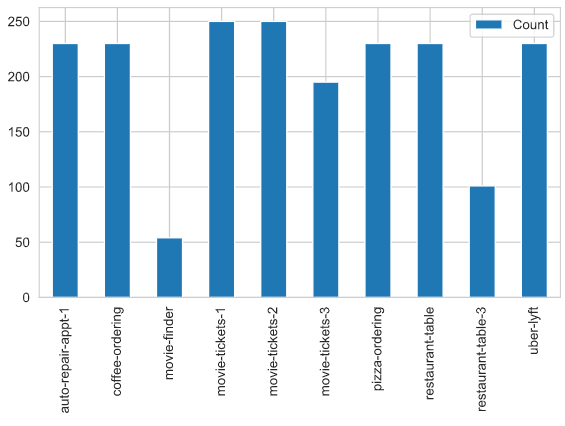 250
200
150
100
50
0
Count
auto-repair-appt-1
coffee-ordering
movie-finder
movie-tickets-1
movie-tickets-2
movie-tickets-3
pizza-ordering
restaurant-table
restaurant-table-3
uber-lyft